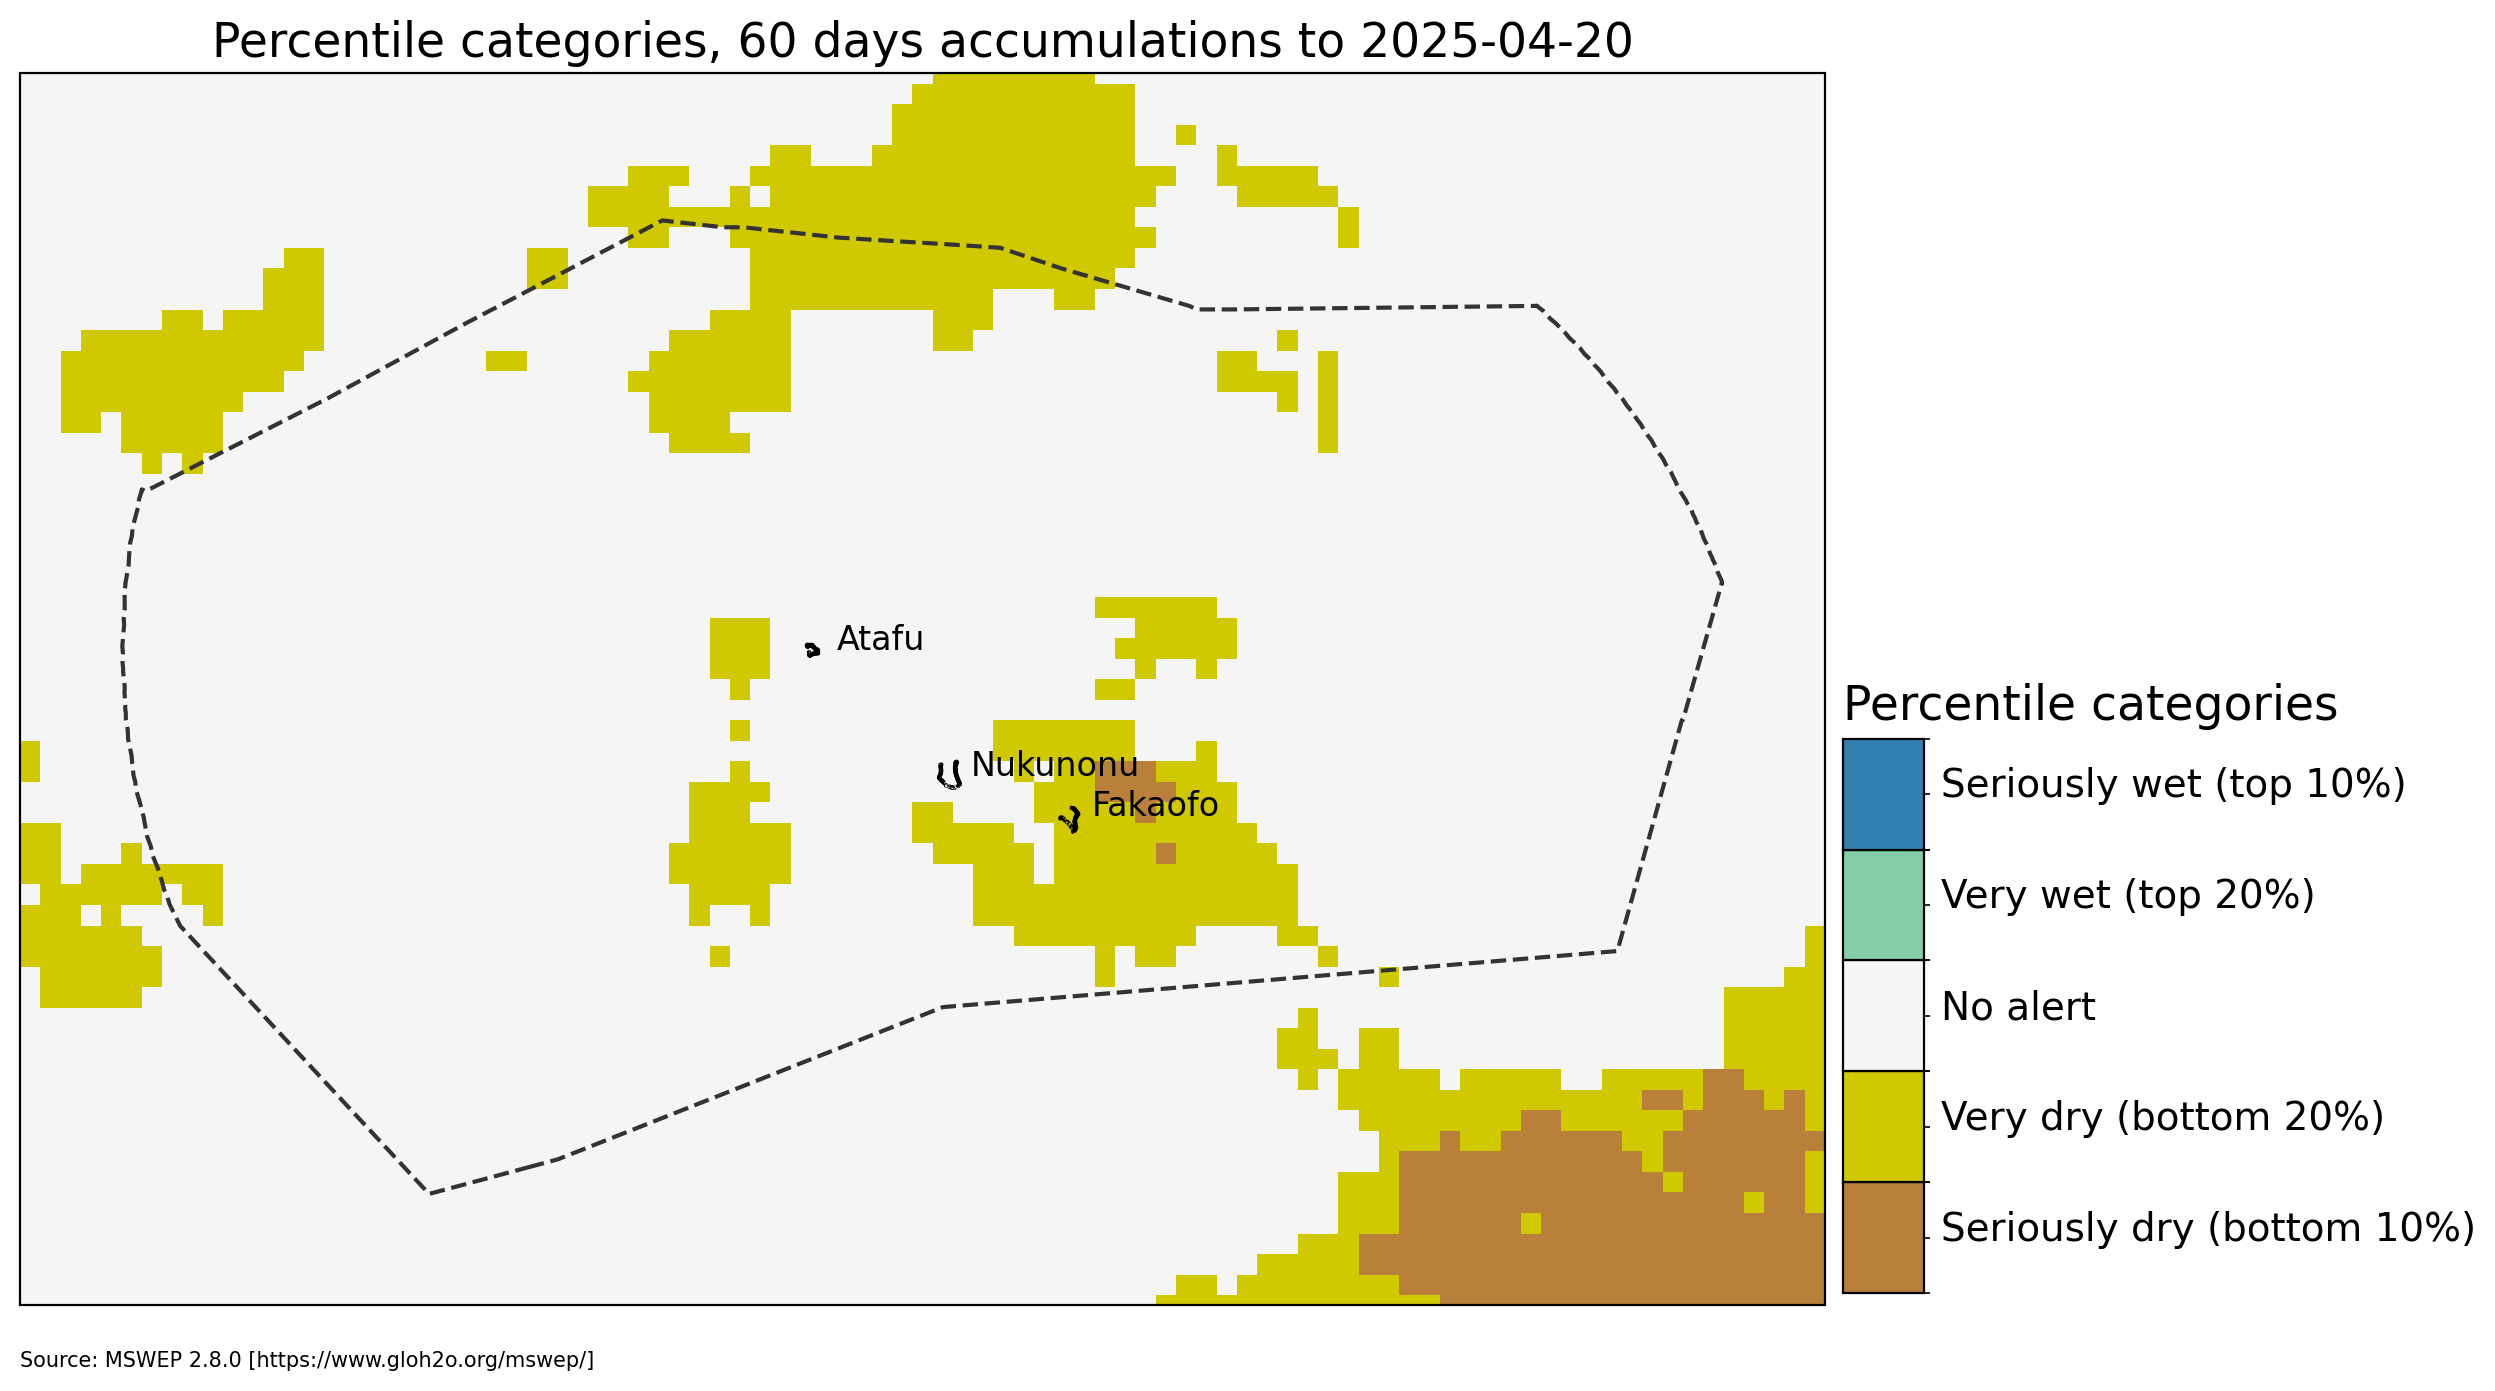 Percentile categories, 60 days accumulations to 2025-04-20
Atafu
Nukunonu
Fakaofo
Percentile categories
Seriously wet (top 10%)
Very wet (top 20%)
No alert
Very dry (bottom 20%)
Seriously dry (bottom 10%)
Source: MSWEP 2.8.0 [https://www.gloh2o.org/mswep/]